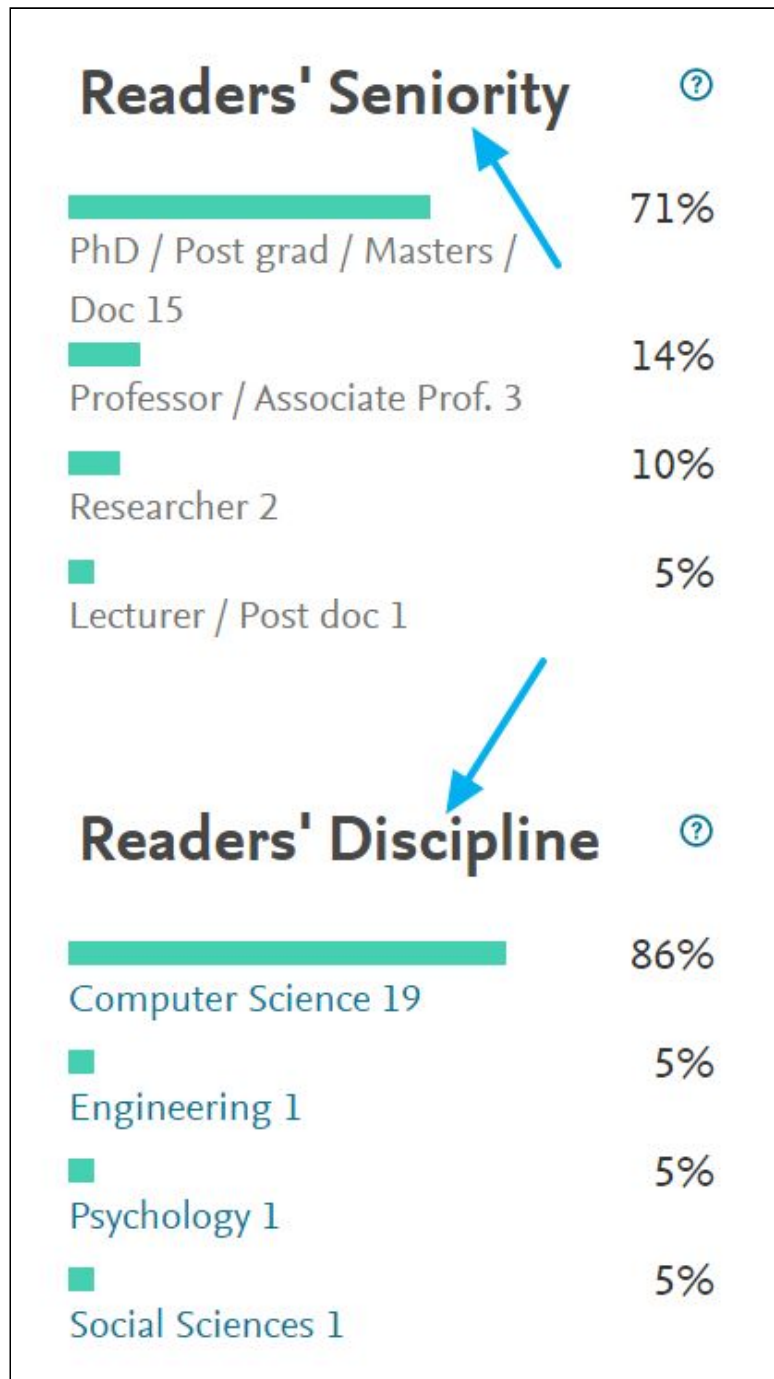 Readers' Seniority ?
71%
PhD / Post grad / Masters /
Doc 15
14%
Professor / Associate Prof. 3
10%
Researcher 2
5%
Lecturer / Post doc 1
Readers' Discipline ?
86%
Computer Science 19
5%
Engineering 1
5%
Psychology 1
5%
Social Sciences 1